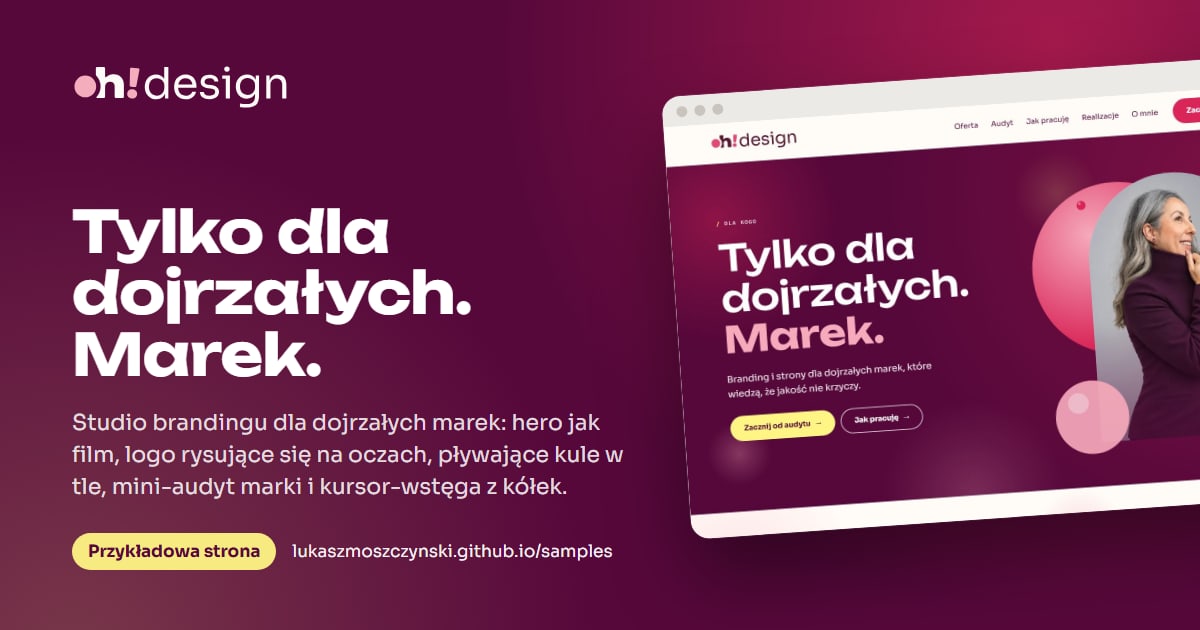 oh!design
Tylko dla
dojrzałych.
Marek.
Studio brandingu dla dojrzałych marek: hero jak
film, logo rysujące się na oczach, pływające kule w
tle, mini-audyt marki i kursor-wstęga z kółek.
Przykładowa strona
lukaszmoszczynski.github.io/samples
oh!design
Oferta Audyt Jak pracuję Realizacje O mnie Zac
/ DLA KOGO
Tylko dla
dojrzałych.
Marek.
Branding i strony dla dojrzałych marek, które
wiedzą, że jakość nie krzyczy.
Zacznij od audytu → Jak pracuję →